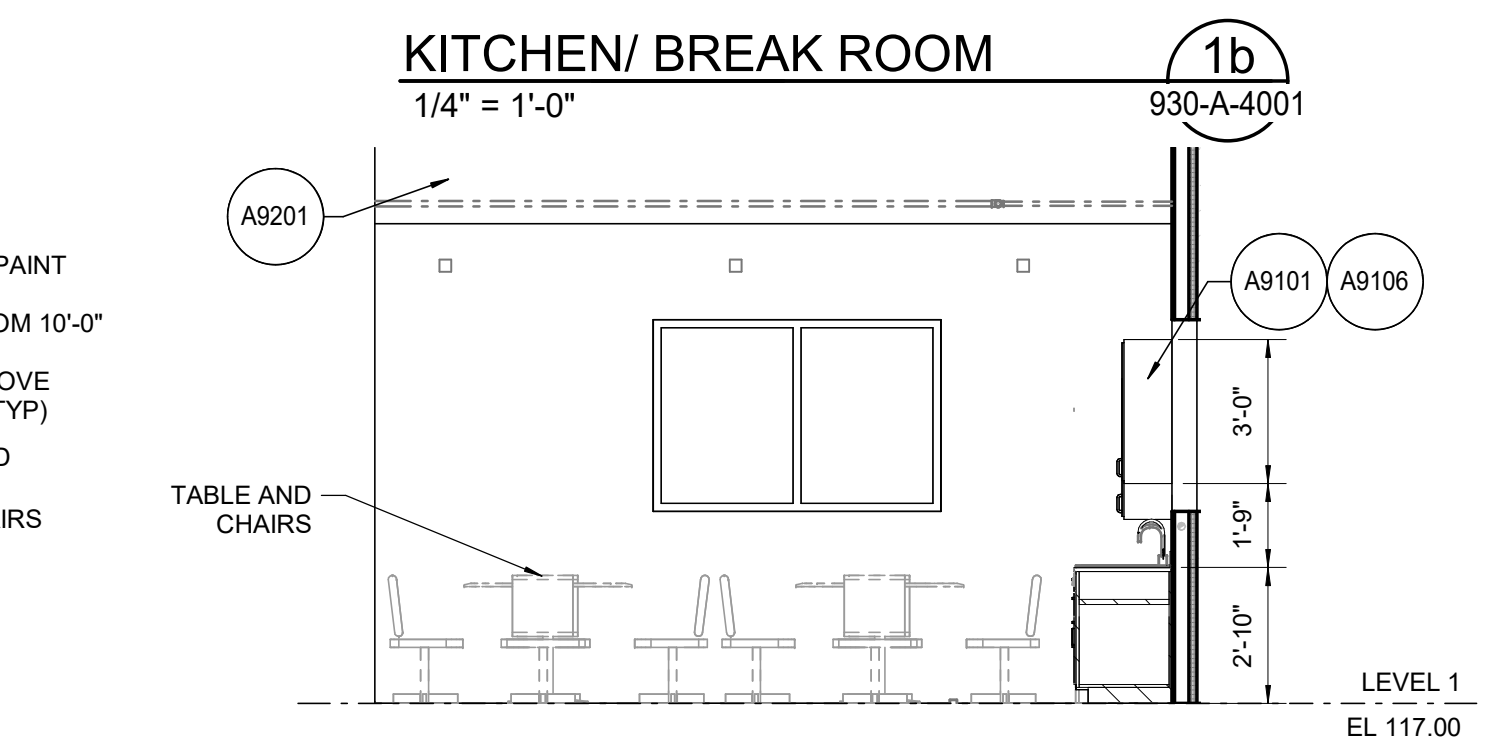 KITCHEN/ BREAK ROOM
1/4" = 1'-0"
1b
930-A-4001
A9201
PAINT
OM 10'-0"
OVE
TYP)
D
IRS
A9101
A9106
TABLE AND
CHAIRS
3'-0"
1'-9"
2'-10"
LEVEL 1
EL 117.00